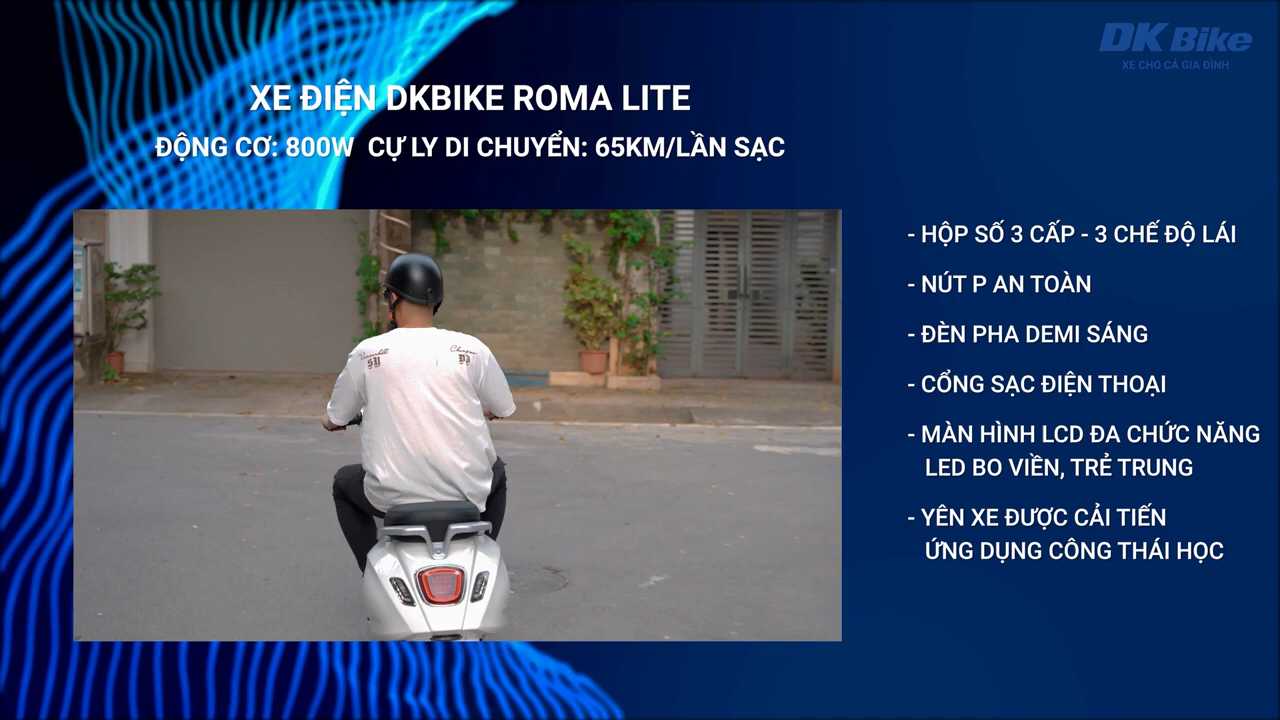 DK Bike
XE CHO CẢ GIA ĐÌNH
XE ĐIỆN DKBIKE ROMA LITE
ĐỘNG CƠ: 800W CỰ LY DI CHUYỂN: 65KM/LẦN SẠC
- HỘP SỐ 3 CẤP - 3 CHẾ ĐỘ LÁI
- NÚT P AN TOÀN
- ĐÈN PHA DEMI SÁNG
- CỔNG SẠC ĐIỆN THOẠI
- MÀN HÌNH LCD ĐA CHỨC NĂNG
LED BO VIỀN, TRẺ TRUNG
- YÊN XE ĐƯỢC CẢI TIẾN
ỨNG DỤNG CÔNG THÁI HỌC